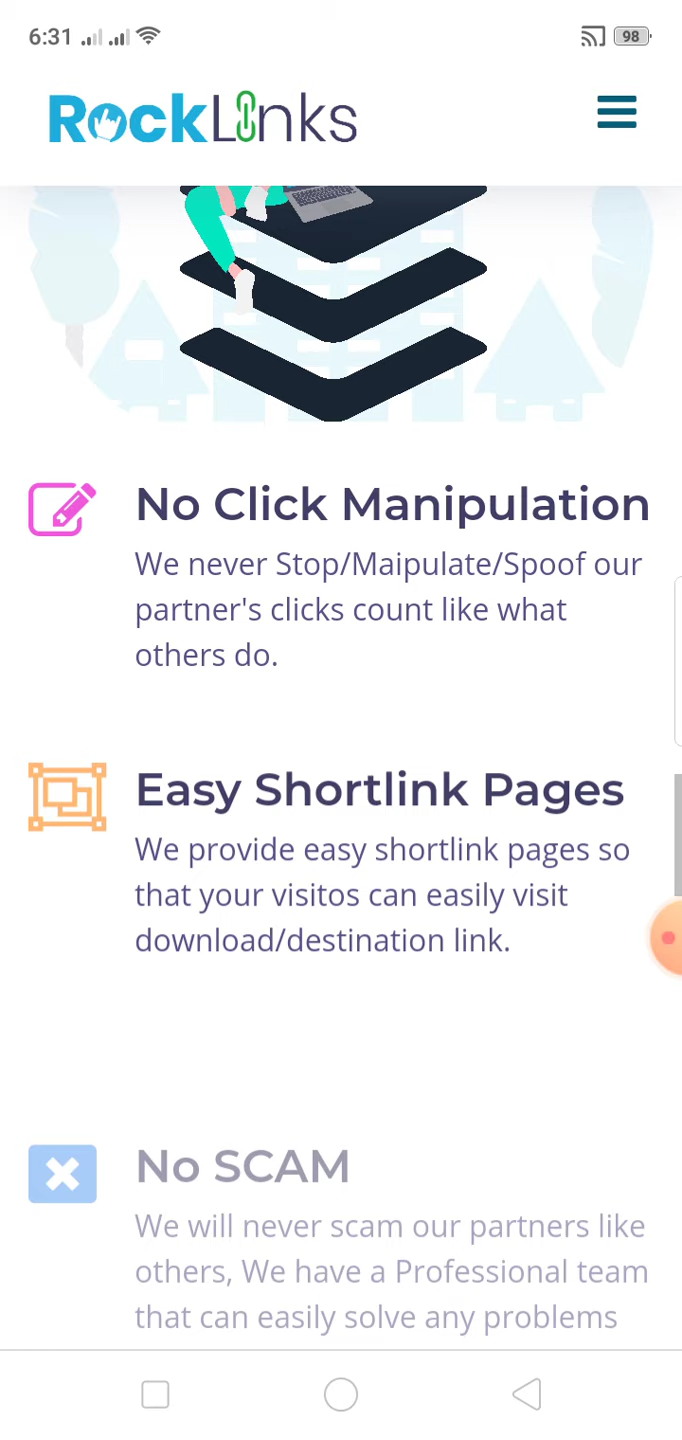 6:31
98
RockLinks
No Click Manipulation
We never Stop/Maipulate/Spoof our
partner's clicks count like what
others do.
Easy Shortlink Pages
We provide easy shortlink pages so
that your visitos can easily visit
download/destination link.
No SCAM
We will never scam our partners like
others, We have a Professional team
that can easily solve any problems